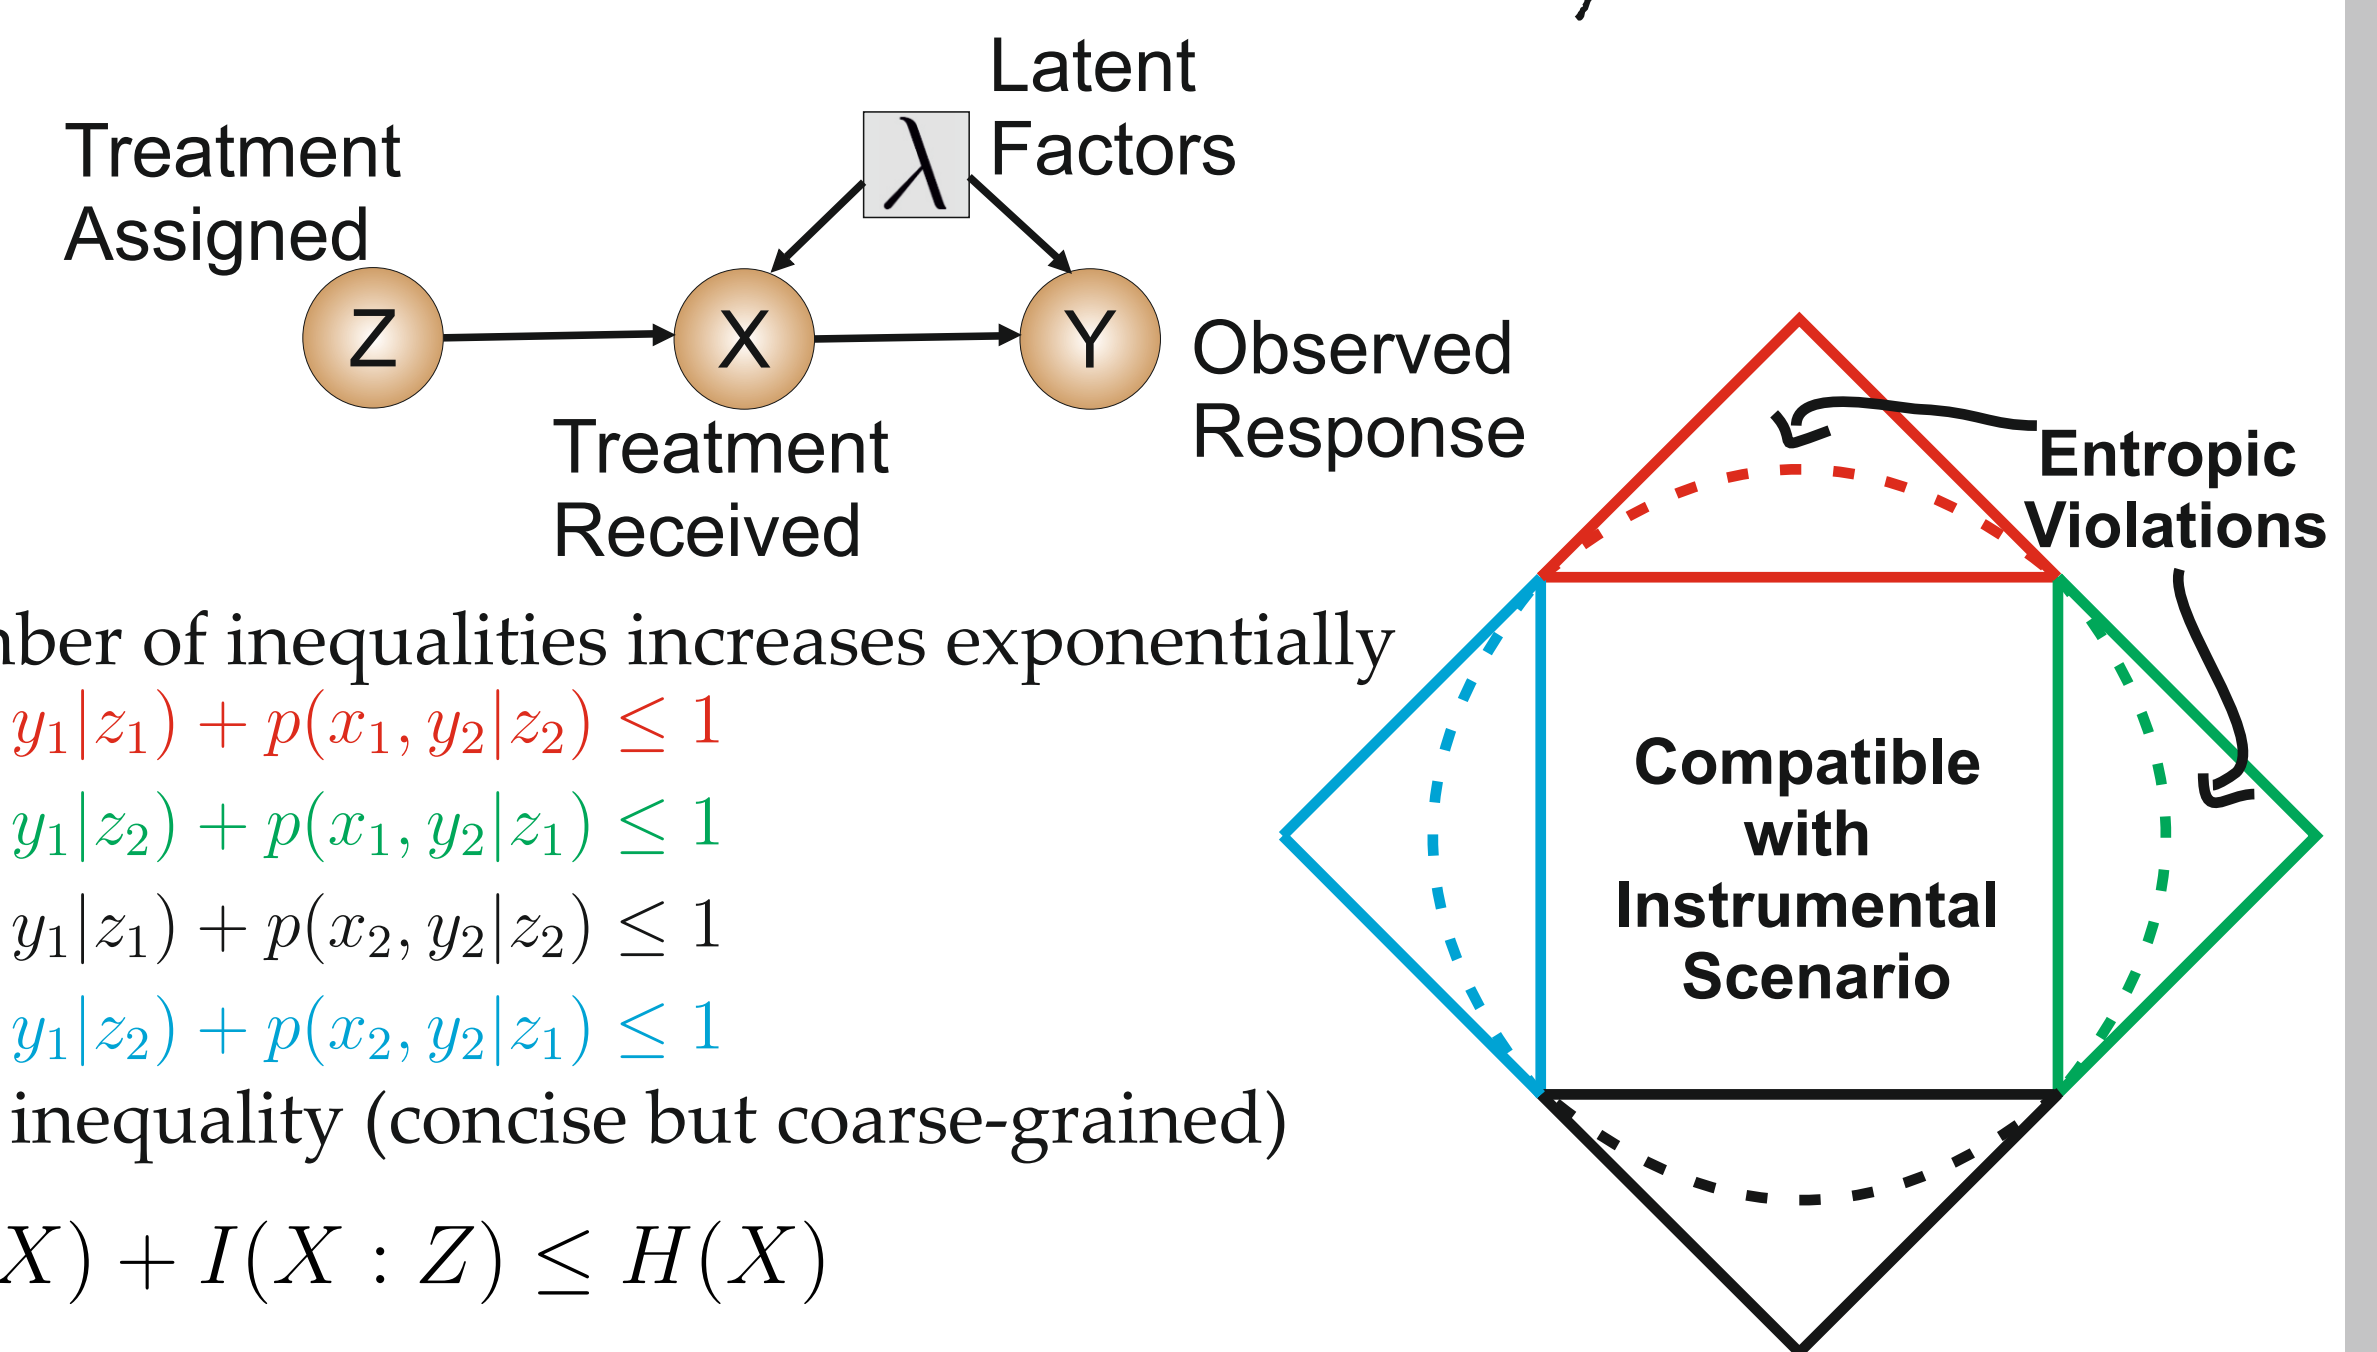 Latent
Factors
λ
Treatment
Assigned
Z
X
Y
Treatment
Received
Observed
Response
Entropic
Violations
Compatible
with
Instrumental
Scenario
of inequalities increases exponentially
y₁|z₁) + p(x₁, y₂|z₂) ≤ 1
y₁|z₂) + p(x₁, y₂|z₁) ≤ 1
y₁|z₁) + p(x₂, y₂|z₂) ≤ 1
y₁|z₂) + p(x₂, y₂|z₁) ≤ 1
inequality (concise but coarse-grained)
X) + I(X : Z) ≤ H(X)